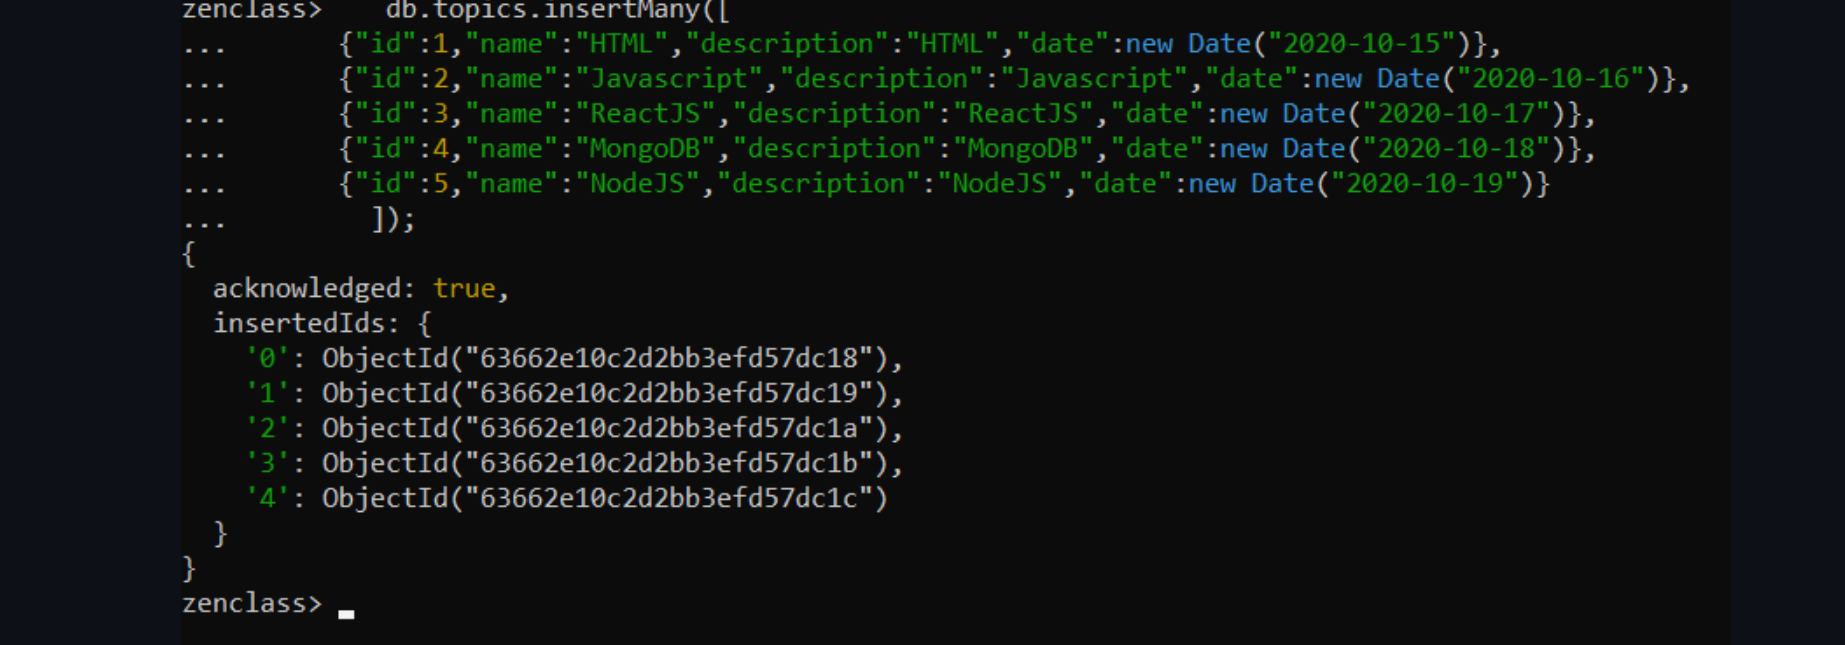 zenclass>    db.topics.insertMany([
...       {"id":1,"name":"HTML","description":"HTML","date":new Date("2020-10-15")},
...       {"id":2,"name":"Javascript","description":"Javascript","date":new Date("2020-10-16")},
...       {"id":3,"name":"ReactJS","description":"ReactJS","date":new Date("2020-10-17")},
...       {"id":4,"name":"MongoDB","description":"MongoDB","date":new Date("2020-10-18")},
...       {"id":5,"name":"NodeJS","description":"NodeJS","date":new Date("2020-10-19")}
...         ]);
{
  acknowledged: true,
  insertedIds: {
    '0': ObjectId("63662e10c2d2bb3efd57dc18"),
    '1': ObjectId("63662e10c2d2bb3efd57dc19"),
    '2': ObjectId("63662e10c2d2bb3efd57dc1a"),
    '3': ObjectId("63662e10c2d2bb3efd57dc1b"),
    '4': ObjectId("63662e10c2d2bb3efd57dc1c")
  }
}
zenclass>